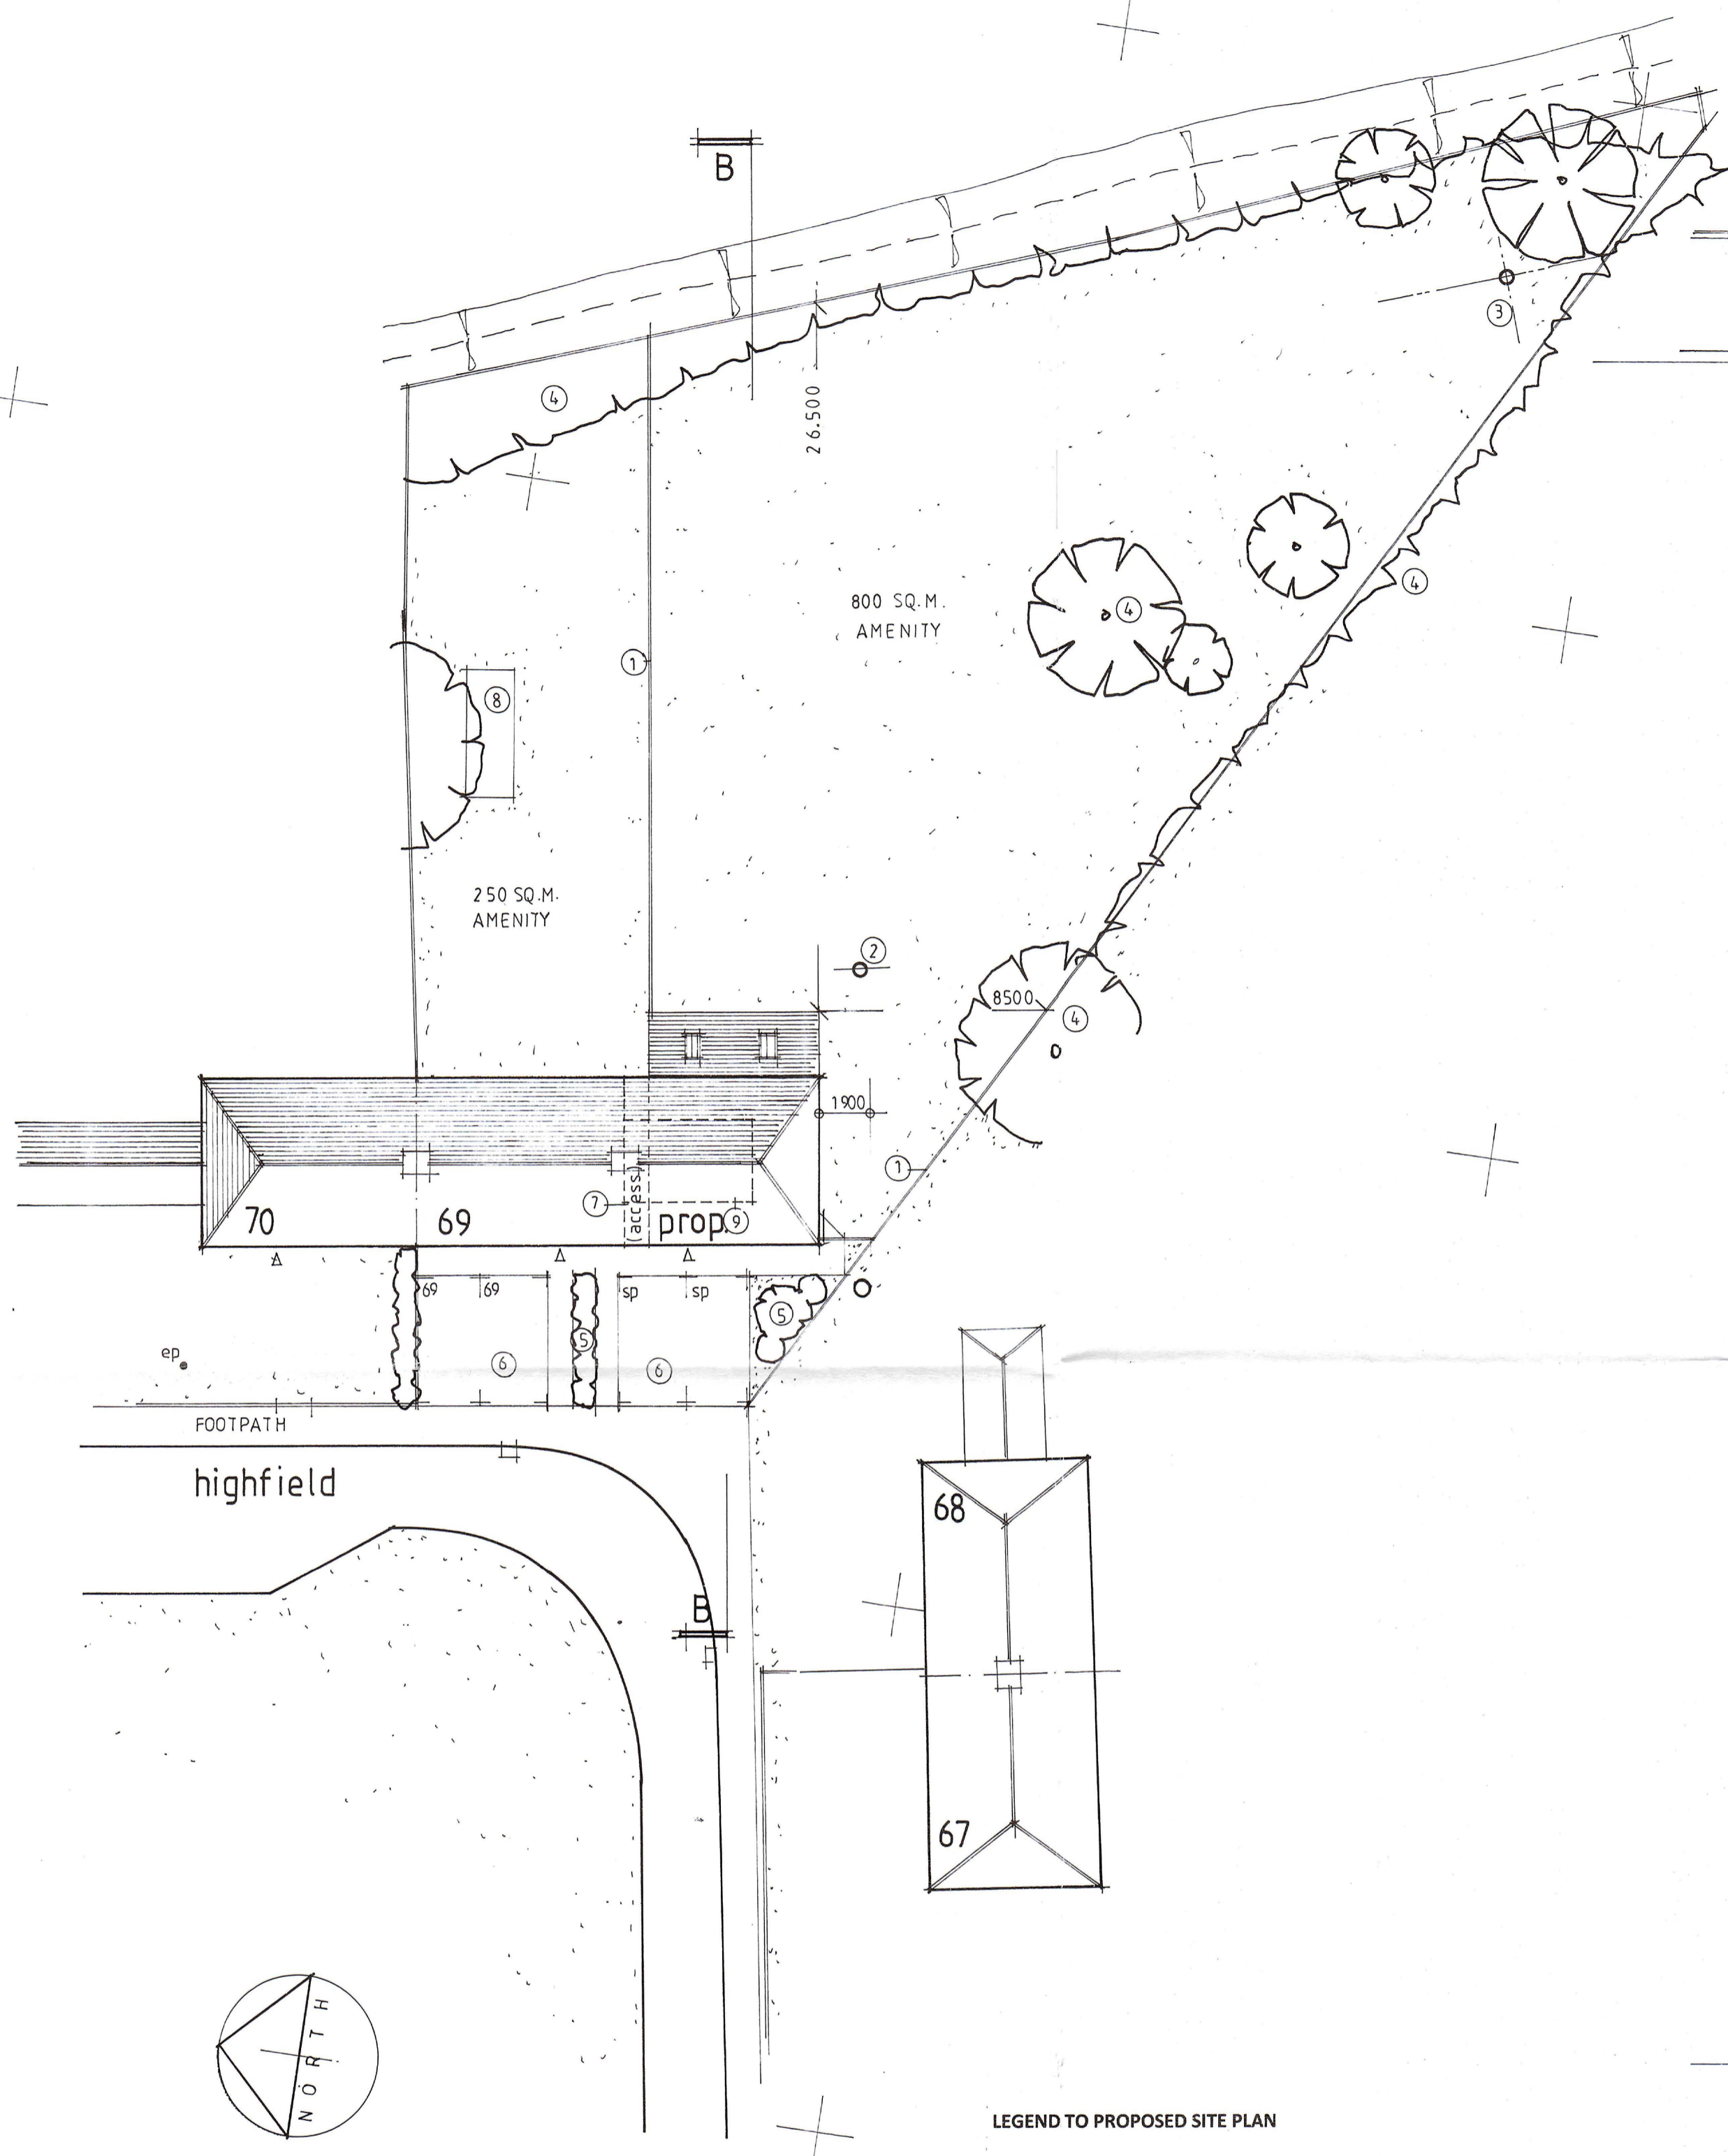 B
3
4
26.500
4
800 SQ.M.
AMENITY
4
1
8
250 SQ.M.
AMENITY
2
8500
4
1900
1
7
(access)
70
69
prop.
9
69
69
sp
sp
5
5
ep
6
6
FOOTPATH
highfield
68
B
67
NORTH
LEGEND TO PROPOSED SITE PLAN